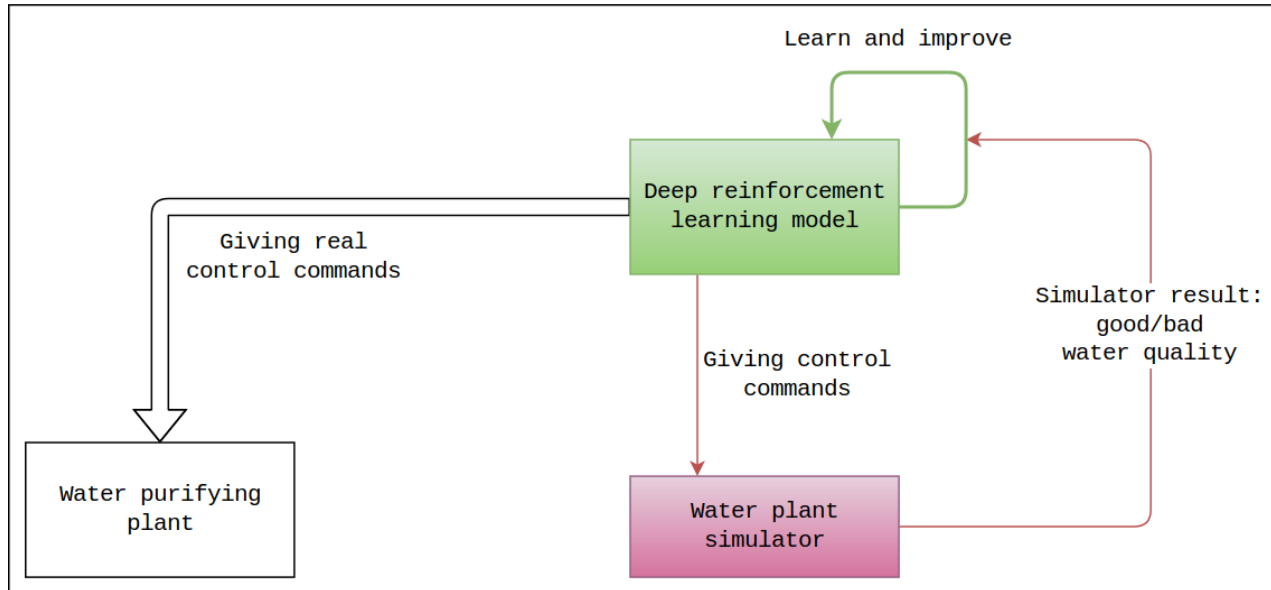 Learn and improve
Deep reinforcement
learning model
Giving real
control commands
Simulator result:
good/bad
water quality
Giving control
commands
Water purifying
plant
Water plant
simulator